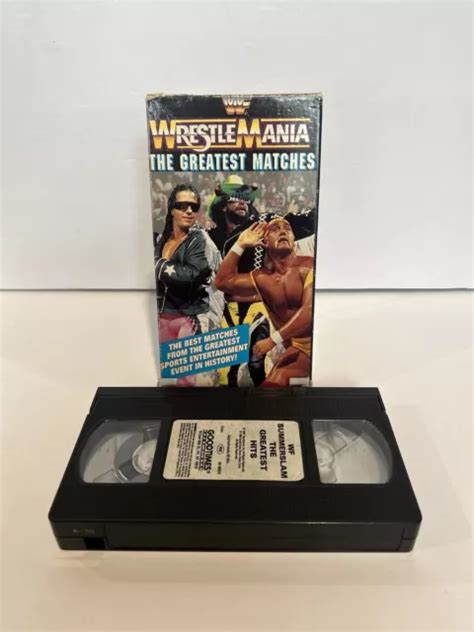 WWF
WRESTLEMANIA
THE GREATEST MATCHES
THE BEST MATCHES
FROM THE GREATEST
SPORTS ENTERTAINMENT
EVENT IN HISTORY!
WF
SUMMERSLAM
THE
GREATEST
HITS
GOODTIMES